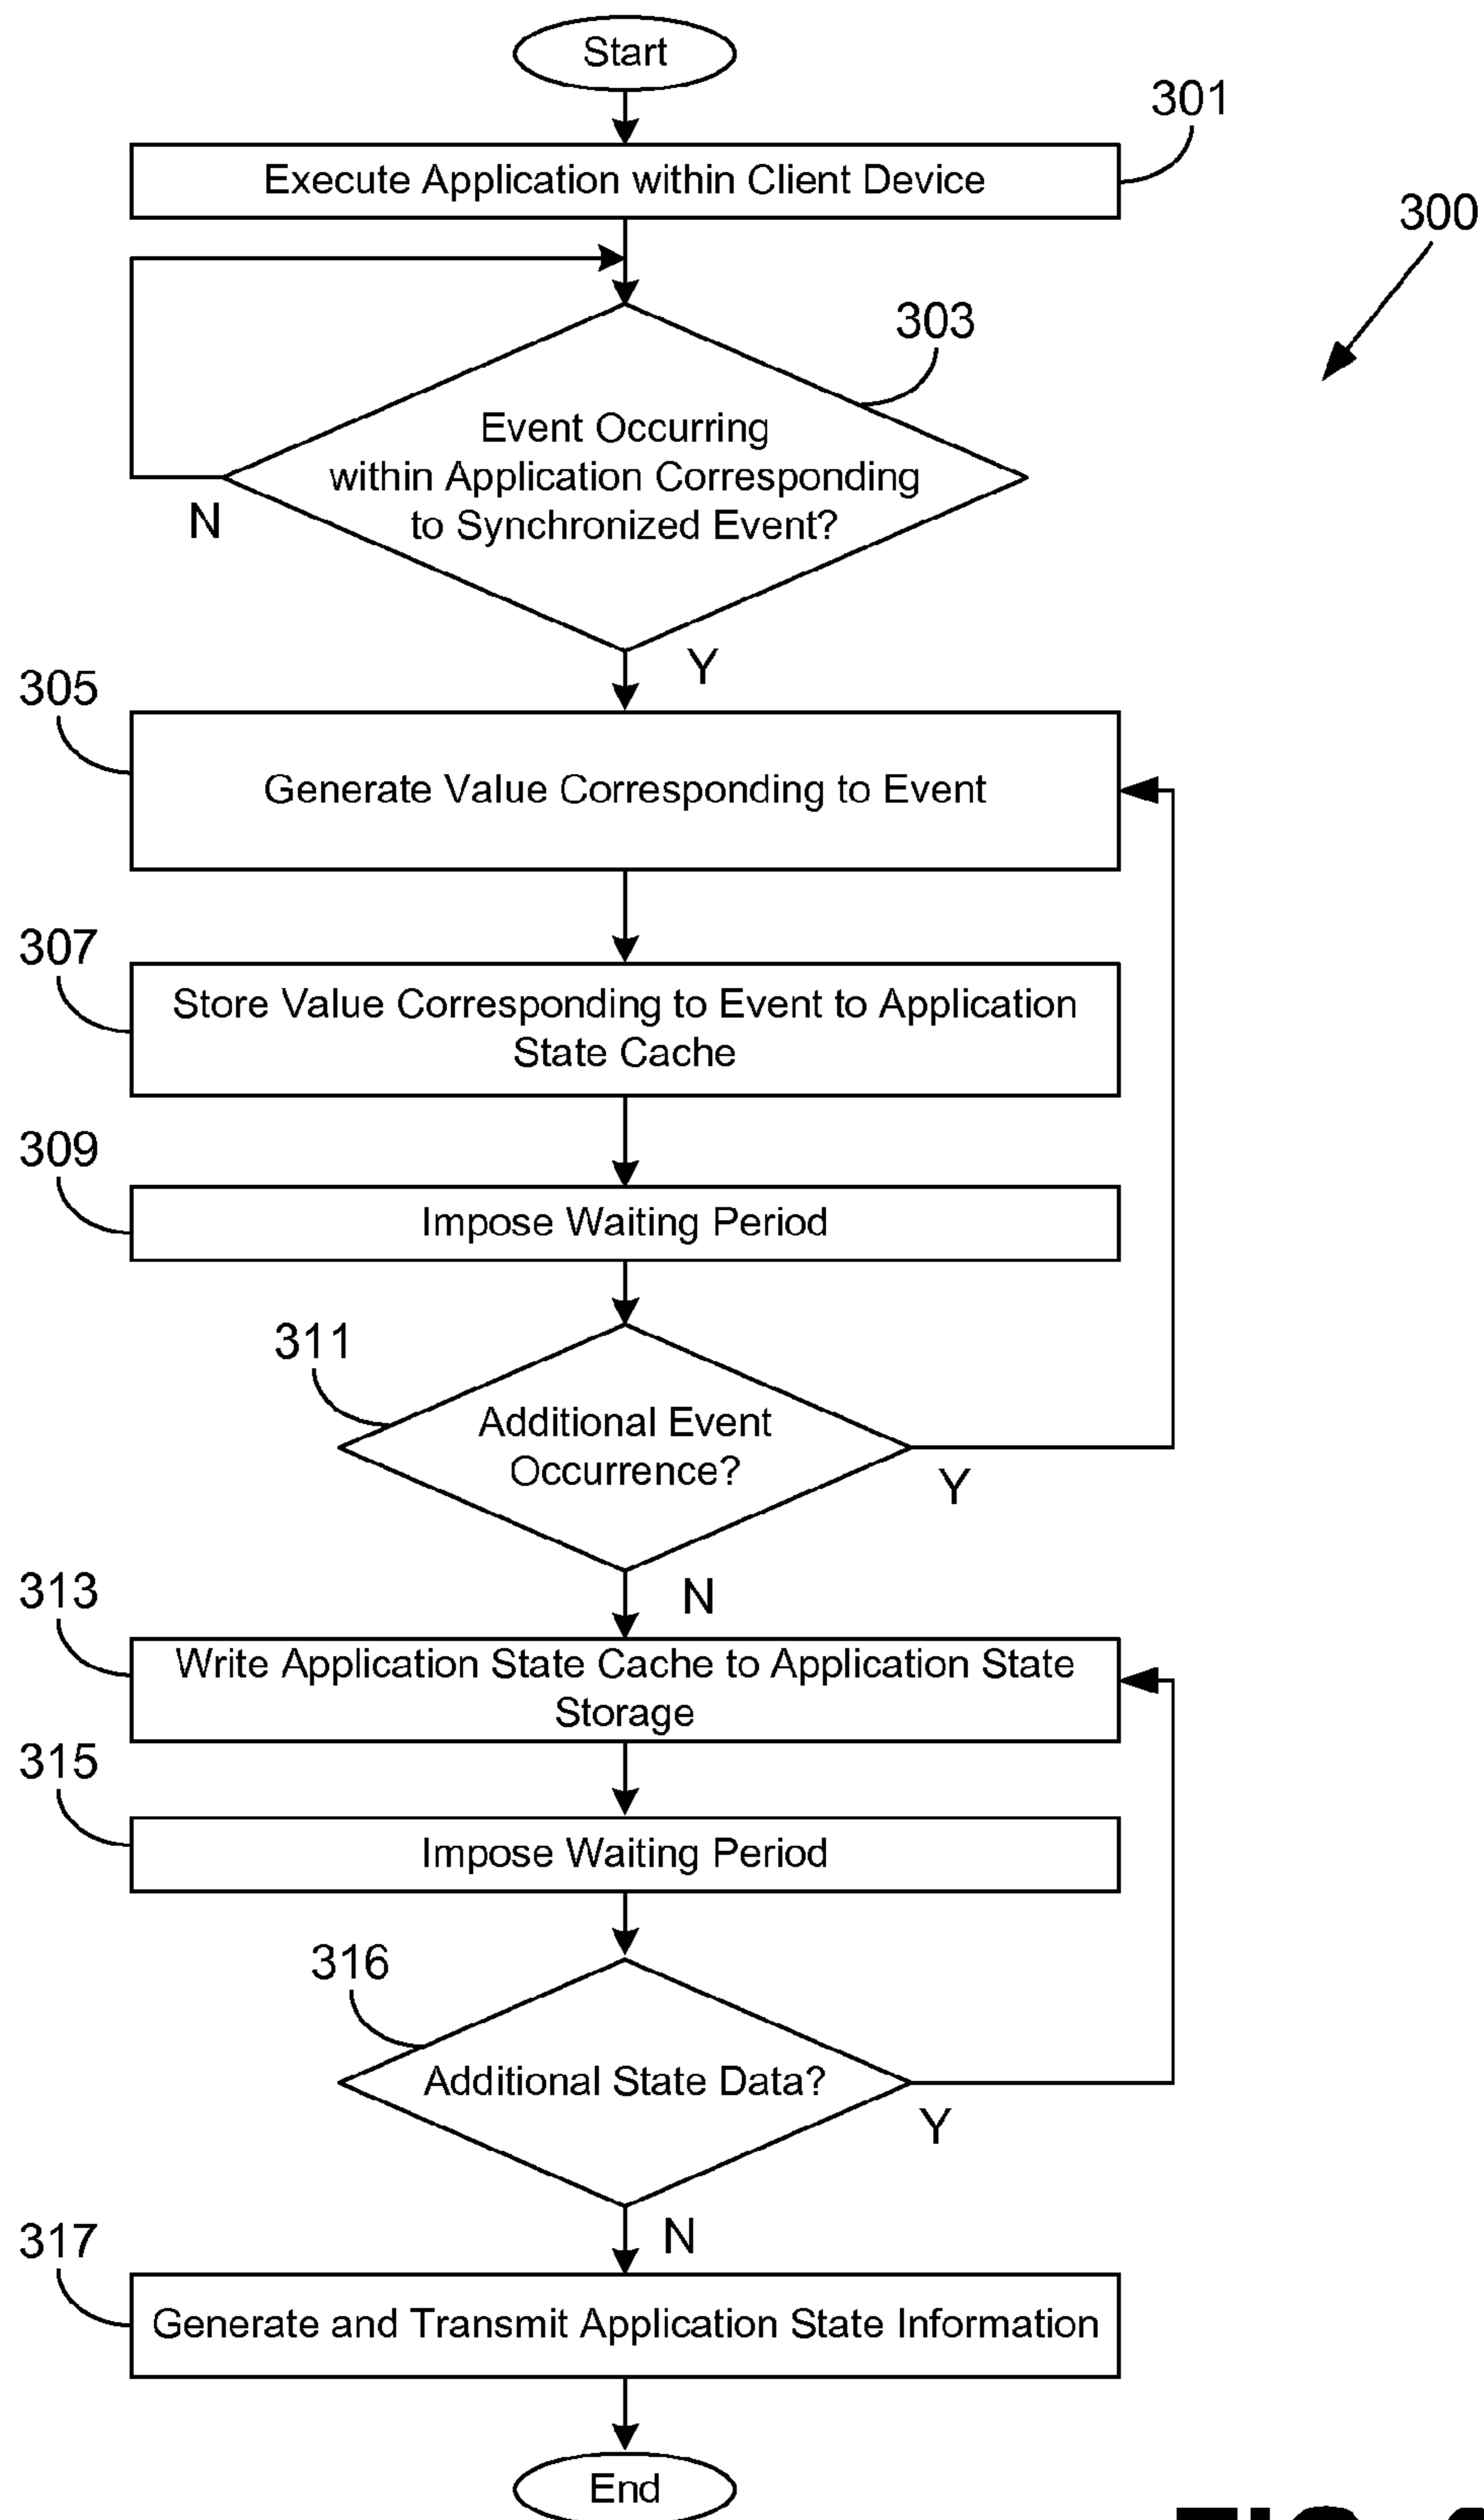 Start
301
Execute Application within Client Device
300
303
Event Occurring
within Application Corresponding
to Synchronized Event?
N
Y
305
Generate Value Corresponding to Event
307
Store Value Corresponding to Event to Application
State Cache
309
Impose Waiting Period
311
Additional Event
Occurrence?
Y
N
313
Write Application State Cache to Application State
Storage
315
Impose Waiting Period
316
Additional State Data?
Y
N
317
Generate and Transmit Application State Information
End